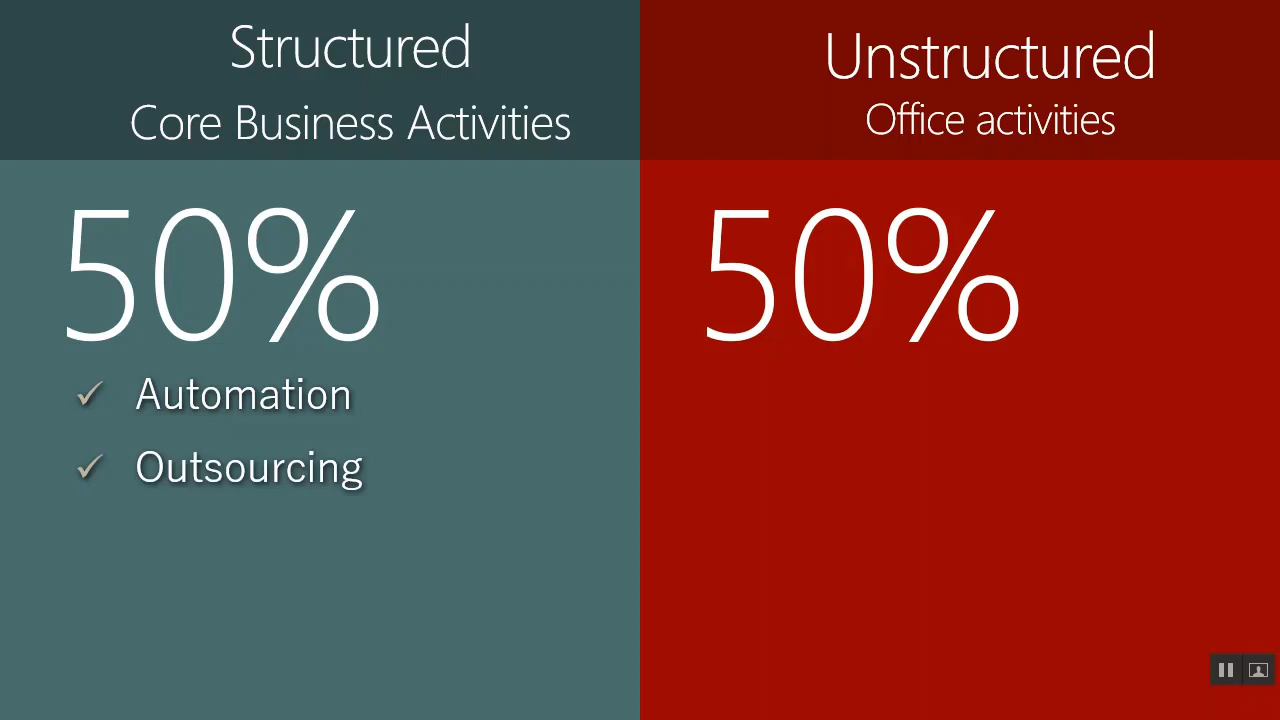 Structured
Core Business Activities
50%
✓ Automation
✓ Outsourcing
Unstructured
Office activities
50%